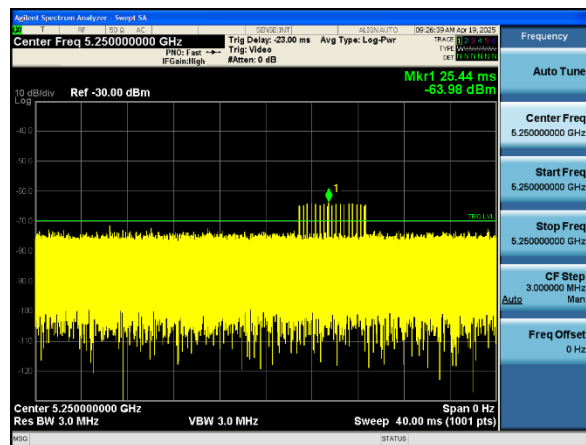 Agilent Spectrum Analyzer - Swept SA
T RF 50 Ω AC SENSE:INT ALIGN AUTO 09:26:39 AM Apr 19, 2025
Center Freq 5.250000000 GHz
PNO: Fast
IFGain:High
Trig Delay: -23.00 ms
Trig: Video
#Atten: 0 dB
Avg Type: Log-Pwr
TRACE 1 2 3 4 5 6
TYPE
DET N N N N N N
Mkr1 25.44 ms
-63.98 dBm
10 dB/div Ref -30.00 dBm
Log
-40.0
-50.0
-60.0
1
-70.0
TRIG LVL
-80.0
-90.0
-100
-110
-120
Center 5.250000000 GHz Span 0 Hz
Res BW 3.0 MHz VBW 3.0 MHz Sweep 40.00 ms (1001 pts)
MSG STATUS
Frequency
Auto Tune
Center Freq
5.250000000 GHz
Start Freq
5.250000000 GHz
Stop Freq
5.250000000 GHz
CF Step
3.000000 MHz
Auto Man
Freq Offset
0 Hz